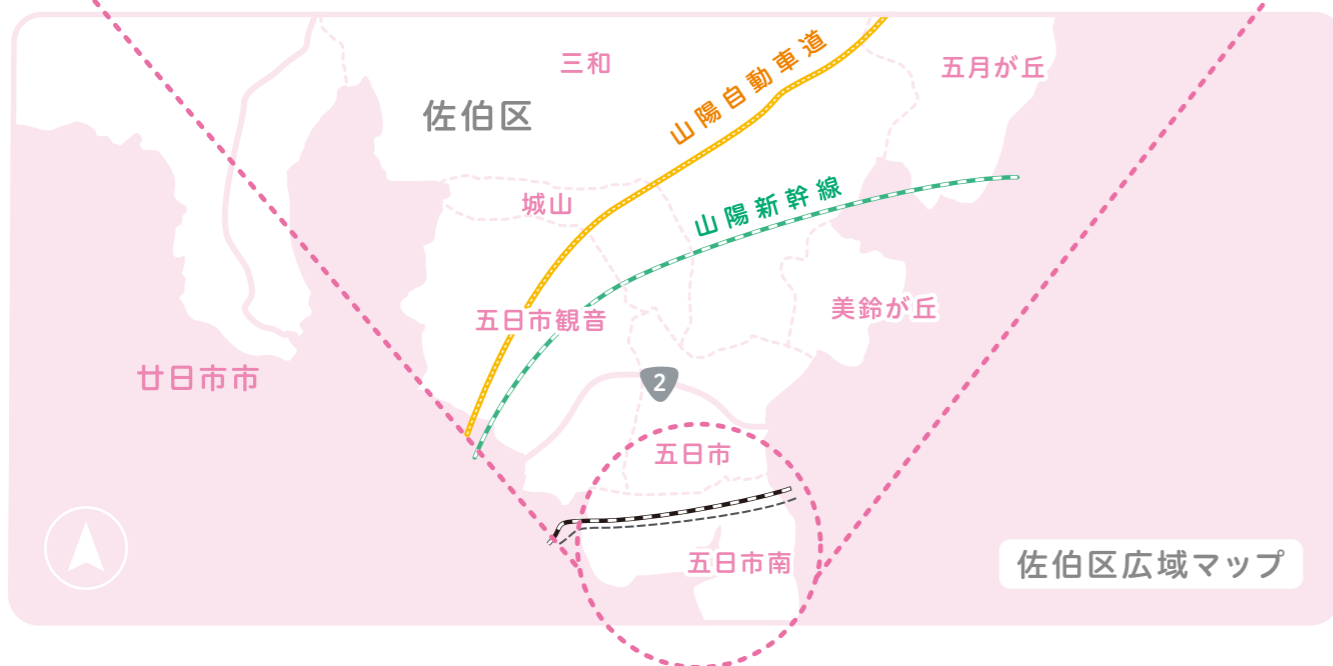 三和
五月が丘
山陽自動車道
佐伯区
城山
山陽新幹線
五日市観音
美鈴が丘
廿日市市
2
五日市
五日市南
佐伯区広域マップ